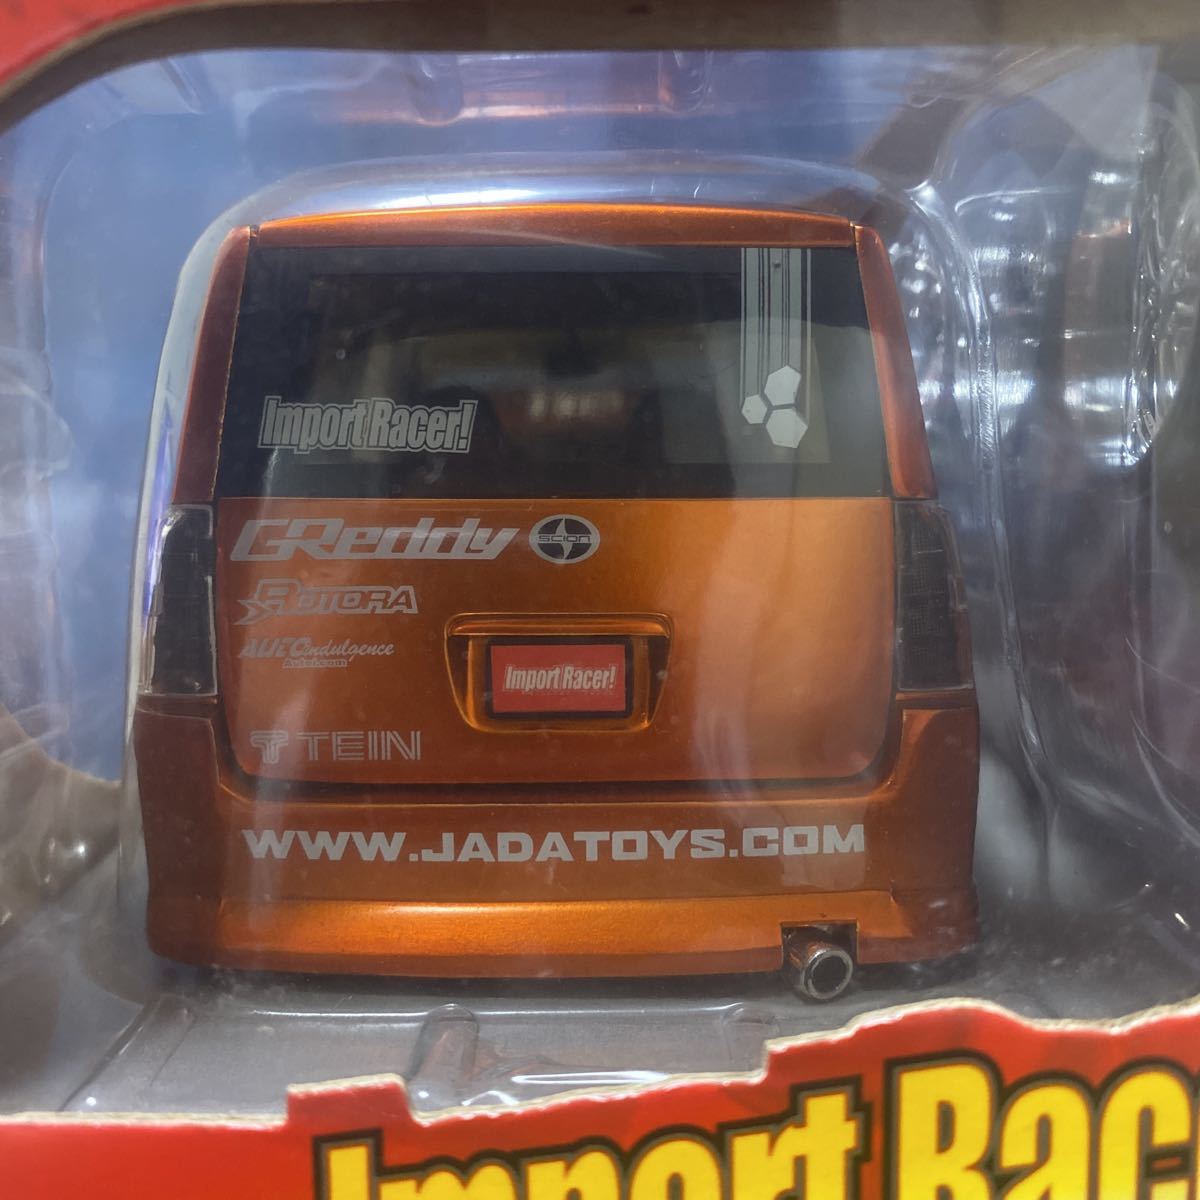 Import Racer!
GReddy SCION
ROTORA
AUTOindulgence
AutoI.com
Import Racer!
TEIN
WWW.JADATOYS.COM
Import Rac